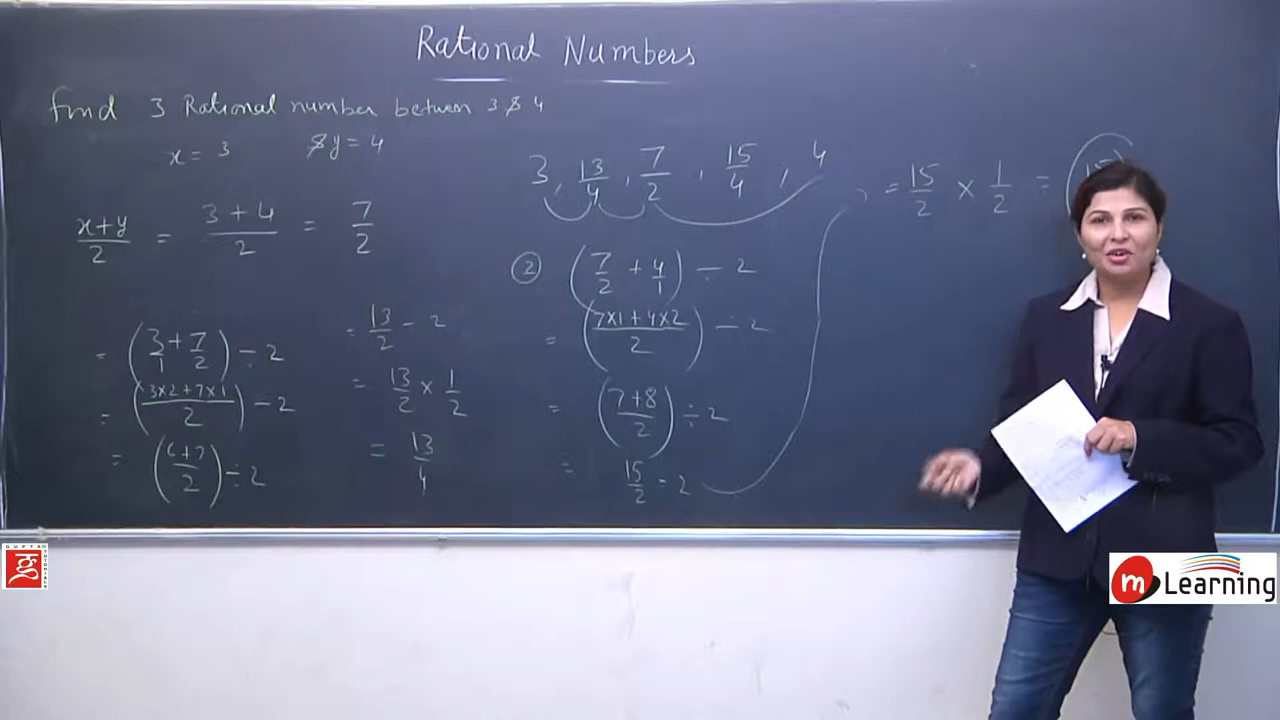 Rational Numbers
find 3 Rational number between 3 & 4
x = 3 & y = 4
x+y/2 = 3+4/2 = 7/2
= (3/1 + 7/2) ÷ 2
= (3×2+7×1/2) ÷ 2
= (6+7/2) ÷ 2
= 13/2 ÷ 2
= 13/2 × 1/2
= 13/4
3, 13/4, 7/2, 15/4, 4
② (7/2 + 4/1) ÷ 2
= (7×1+4×2/2) ÷ 2
= (7+8/2) ÷ 2
= 15/2 ÷ 2
= 15/2 × 1/2 =
GUPTA TUTORIALS
m Learning